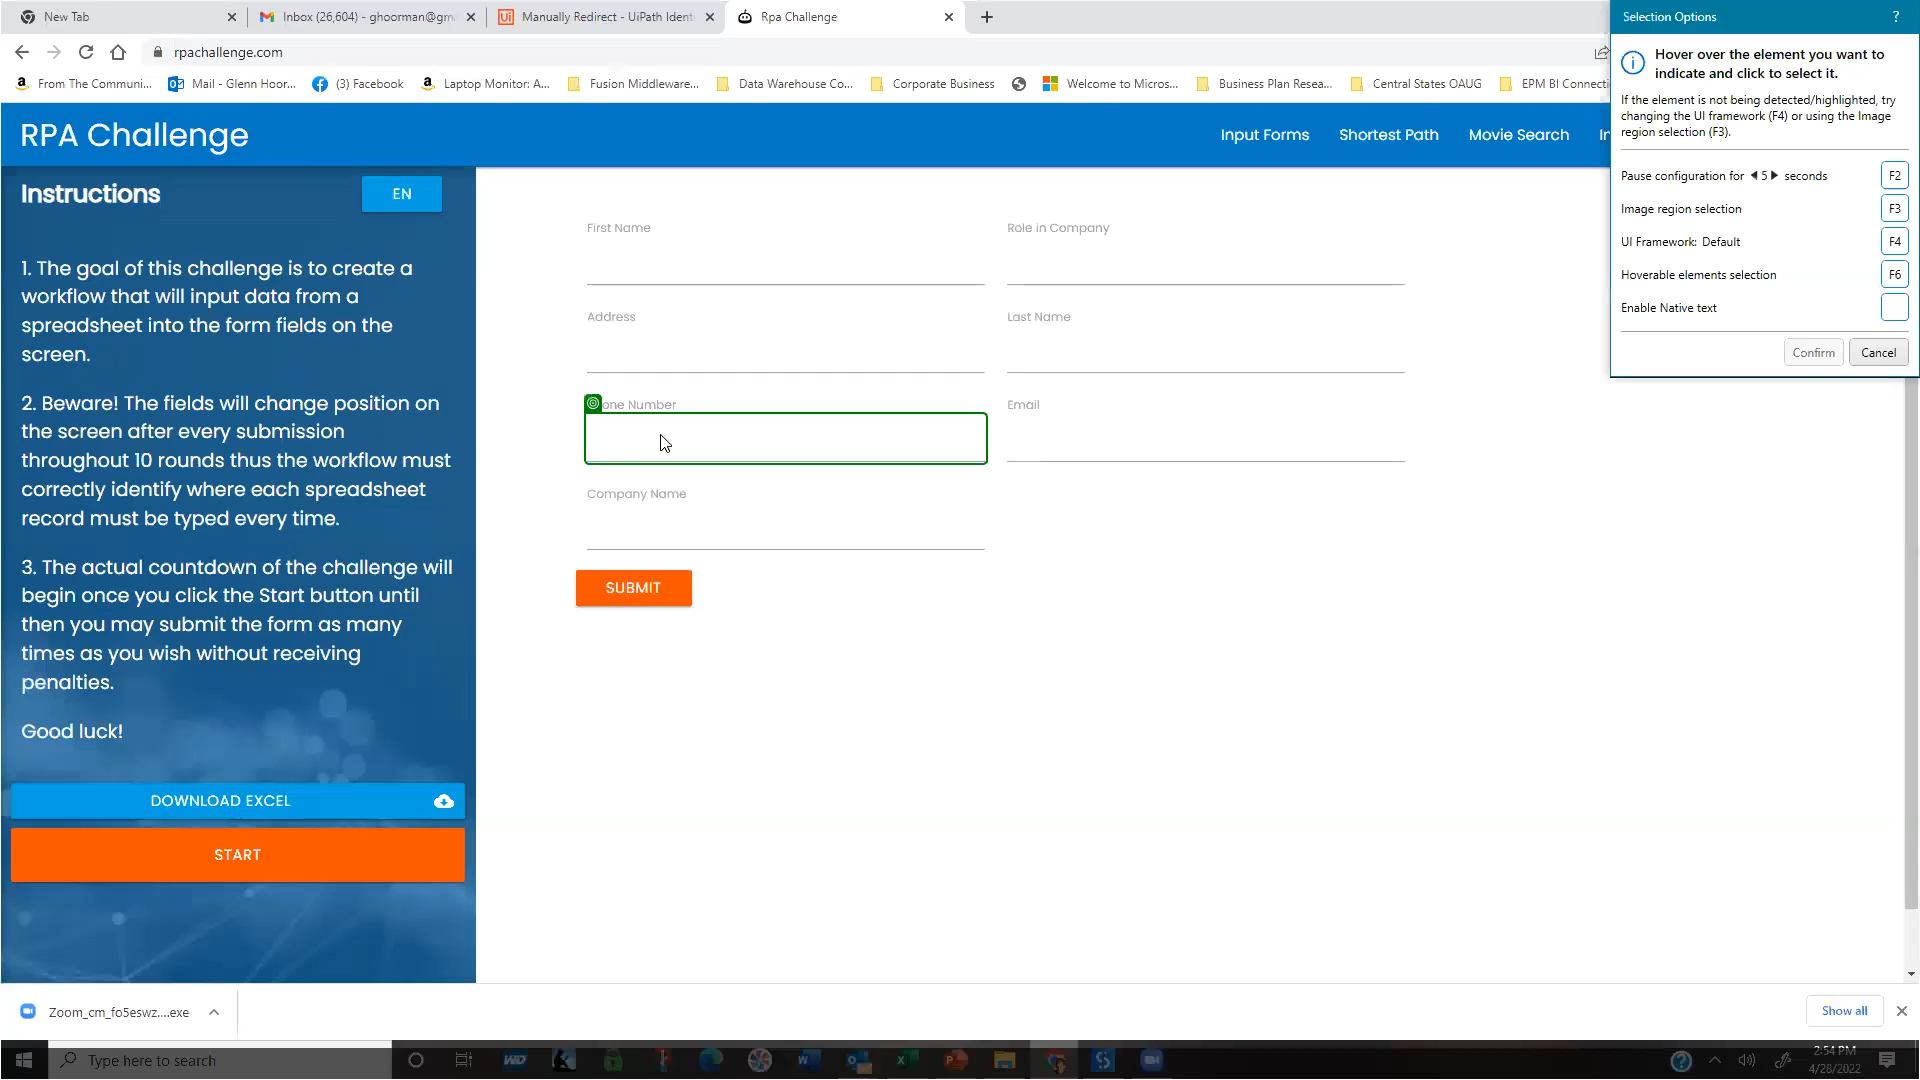 New Tab
Inbox (26,604) - ghoorman@gm
Manually Redirect - UiPath Ident
Rpa Challenge
rpachallenge.com
From The Communi...
Mail - Glenn Hoor...
(3) Facebook
Laptop Monitor: A...
Fusion Middleware...
Data Warehouse Co...
Corporate Business
Welcome to Micros...
Business Plan Resea...
Central States OAUG
EPM BI Connecti
RPA Challenge
Input Forms
Shortest Path
Movie Search
Instructions
EN
1. The goal of this challenge is to create a
workflow that will input data from a
spreadsheet into the form fields on the
screen.
2. Beware! The fields will change position on
the screen after every submission
throughout 10 rounds thus the workflow must
correctly identify where each spreadsheet
record must be typed every time.
3. The actual countdown of the challenge will
begin once you click the Start button until
then you may submit the form as many
times as you wish without receiving
penalties.
Good luck!
DOWNLOAD EXCEL
START
First Name
Role in Company
Address
Last Name
one Number
Email
Company Name
SUBMIT
Selection Options
?
Hover over the element you want to
indicate and click to select it.
If the element is not being detected/highlighted, try
changing the UI framework (F4) or using the Image
region selection (F3).
Pause configuration for 5 seconds
F2
Image region selection
F3
UI Framework: Default
F4
Hoverable elements selection
F6
Enable Native text
Confirm
Cancel
Zoom_cm_fo5eswz....exe
Show all
Type here to search
2:54 PM
4/28/2022